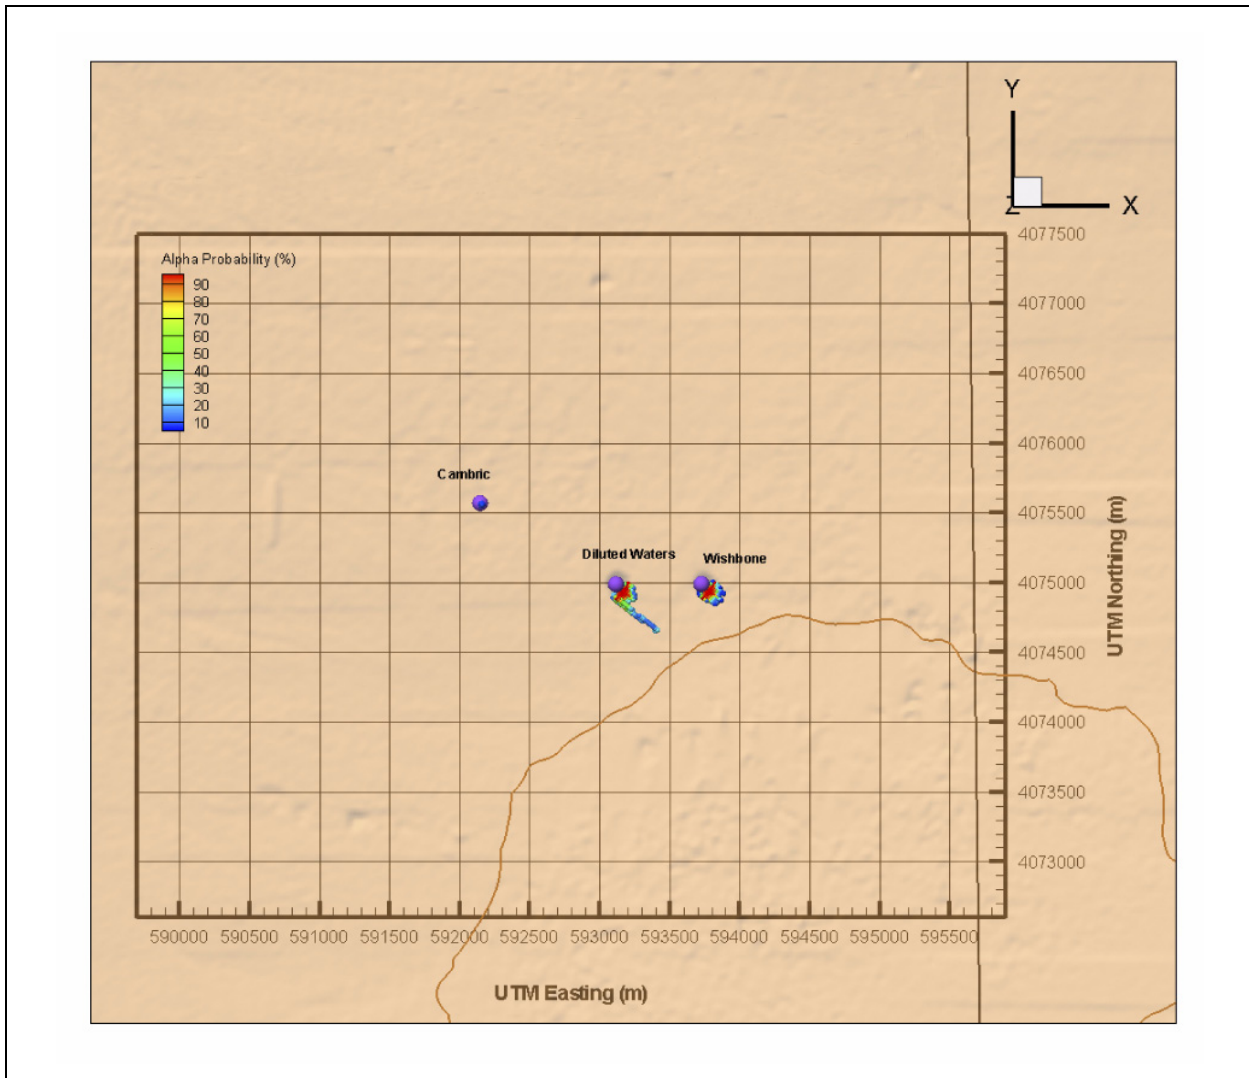 Y
Z
X
4077500
Alpha Probability (%)
90
80
70
60
50
40
30
20
10
4077000
4076500
4076000
Cambric
4075500
Diluted Waters
Wishbone
4075000
4074500
4074000
4073500
4073000
UTM Northing (m)
590000 590500 591000 591500 592000 592500 593000 593500 594000 594500 595000 595500
UTM Easting (m)